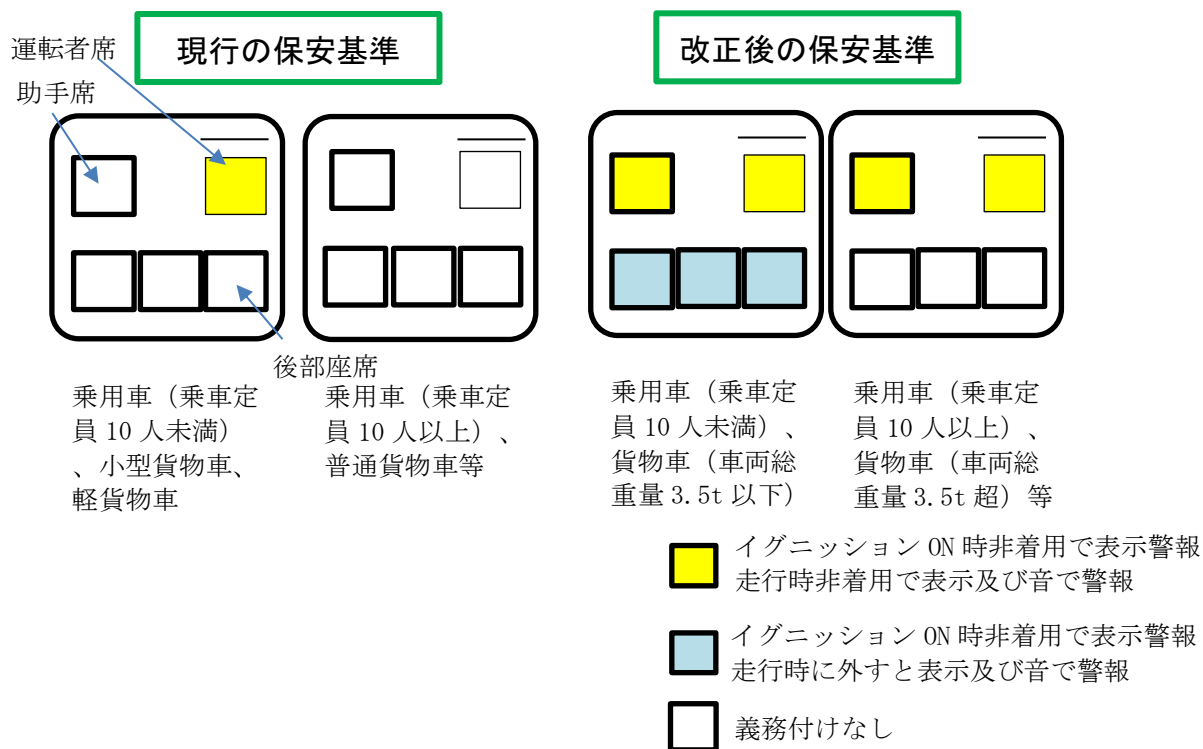 運転者席
助手席
現行の保安基準
改正後の保安基準
後部座席
乗用車（乗車定
員 10 人未満）
、小型貨物車、
軽貨物車
乗用車（乗車定
員 10 人以上）、
普通貨物車等
乗用車（乗車定
員 10 人未満）、
貨物車（車両総
重量 3.5t 以下）
乗用車（乗車定
員 10 人以上）、
貨物車（車両総
重量 3.5t 超）等
イグニッション ON 時非着用で表示警報
走行時非着用で表示及び音で警報
イグニッション ON 時非着用で表示警報
走行時に外すと表示及び音で警報
義務付けなし